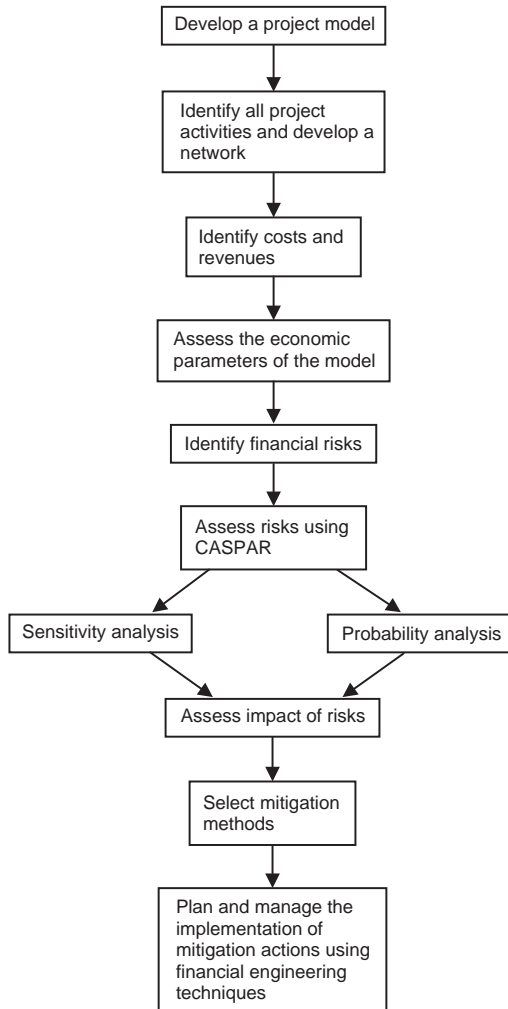 Develop a project model
Identify all project
activities and develop a
network
Identify costs and
revenues
Assess the economic
parameters of the model
Identify financial risks
Assess risks using
CASPAR
Sensitivity analysis
Probability analysis
Assess impact of risks
Select mitigation
methods
Plan and manage the
implementation of
mitigation actions using
financial engineering
techniques